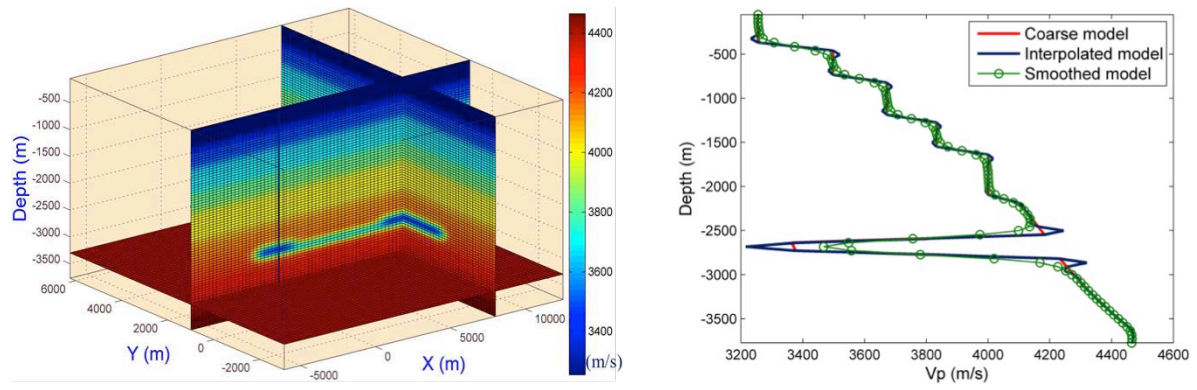 Depth (m)
-500
-1000
-1500
-2000
-2500
-3000
-3500
6000
4000
2000
0
-2000
Y (m)
-5000
0
5000
10000
X (m)
4400
4200
4000
3800
3600
3400
(m/s)
Depth (m)
-500
-1000
-1500
-2000
-2500
-3000
-3500
Coarse model
Interpolated model
Smoothed model
3200 3400 3600 3800 4000 4200 4400 4600
Vp (m/s)